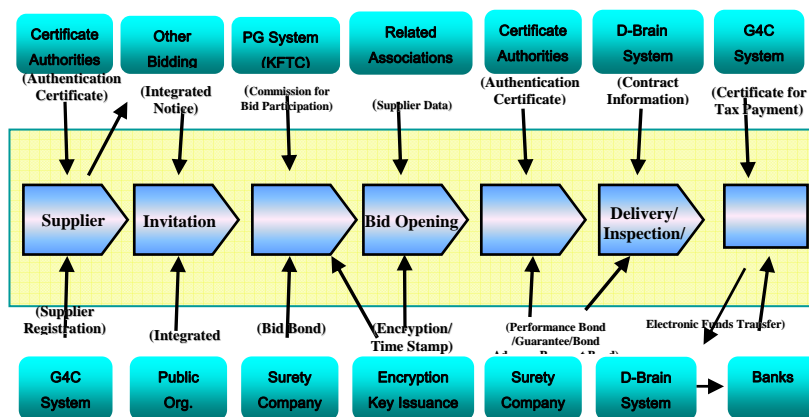 Certificate
Authorities
Other
Bidding
PG System
(KFTC)
Related
Associations
Certificate
Authorities
D-Brain
System
G4C
System
(Authentication
Certificate)
(Integrated
Notice)
(Commission for
Bid Participation)
(Supplier Data)
(Authentication
Certificate)
(Contract
Information)
(Certificate for
Tax Payment)
Supplier
Invitation
Bid Opening
Delivery/
Inspection/
(Supplier
Registration)
(Integrated
(Bid Bond)
(Encryption/
Time Stamp)
(Performance Bond
/Guarantee/Bond
Electronic Funds Transfer)
G4C
System
Public
Org.
Surety
Company
Encryption
Key Issuance
Surety
Company
D-Brain
System
Banks